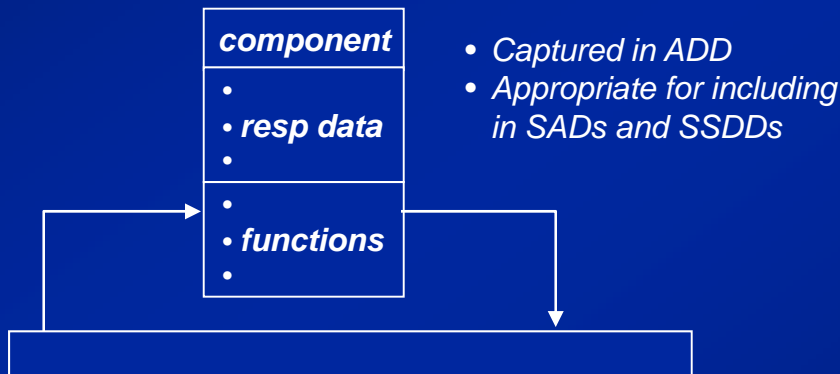 component
•
• resp data
•
•
• functions
•
• Captured in ADD
• Appropriate for including
in SADs and SSDDs